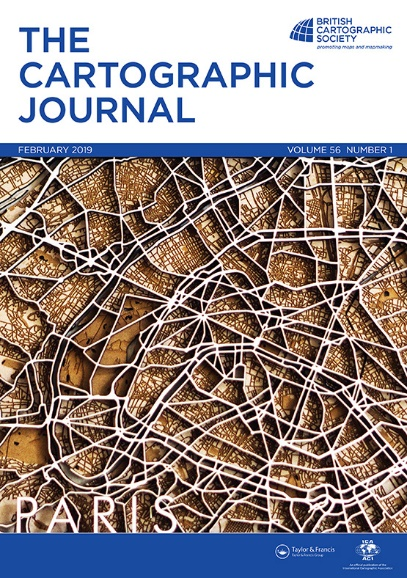 BRITISH
CARTOGRAPHIC
SOCIETY
promoting maps and mapmaking
THE
CARTOGRAPHIC
JOURNAL
FEBRUARY 2019
VOLUME 56 NUMBER 1
PARIS
Taylor & Francis
Taylor & Francis Group
ICA
ACI
An official publication of the
International Cartographic Association